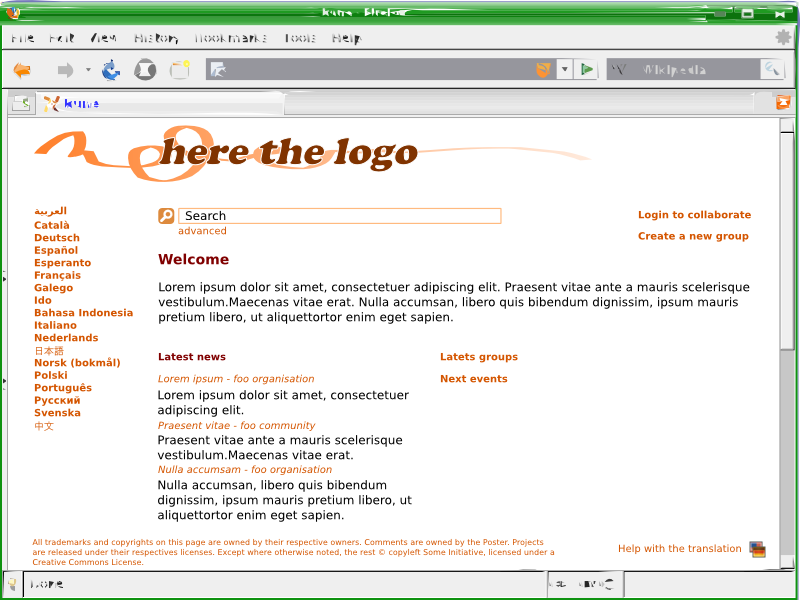 kune - Firefox
File Edit View History Bookmarks Tools Help
Wikipedia
kune
here the logo
العربية
Català
Deutsch
Español
Esperanto
Français
Galego
Ido
Bahasa Indonesia
Italiano
Nederlands
日本語
Norsk (bokmål)
Polski
Português
Русский
Svenska
中文
Search
advanced
Login to collaborate
Create a new group
Welcome
Lorem ipsum dolor sit amet, consectetuer adipiscing elit. Praesent vitae ante a mauris scelerisque
vestibulum.Maecenas vitae erat. Nulla accumsan, libero quis bibendum dignissim, ipsum mauris
pretium libero, ut aliquettortor enim eget sapien.
Latest news
Lorem ipsum - foo organisation
Lorem ipsum dolor sit amet, consectetuer
adipiscing elit.
Praesent vitae - foo community
Praesent vitae ante a mauris scelerisque
vestibulum.Maecenas vitae erat.
Nulla accumsam - foo organisation
Nulla accumsan, libero quis bibendum
dignissim, ipsum mauris pretium libero, ut
aliquettortor enim eget sapien.
Latets groups
Next events
All trademarks and copyrights on this page are owned by their respective owners. Comments are owned by the Poster. Projects
are released under their respectives licenses. Except where otherwise noted, the rest © copyleft Some Initiative, licensed under a
Creative Commons License.
Help with the translation